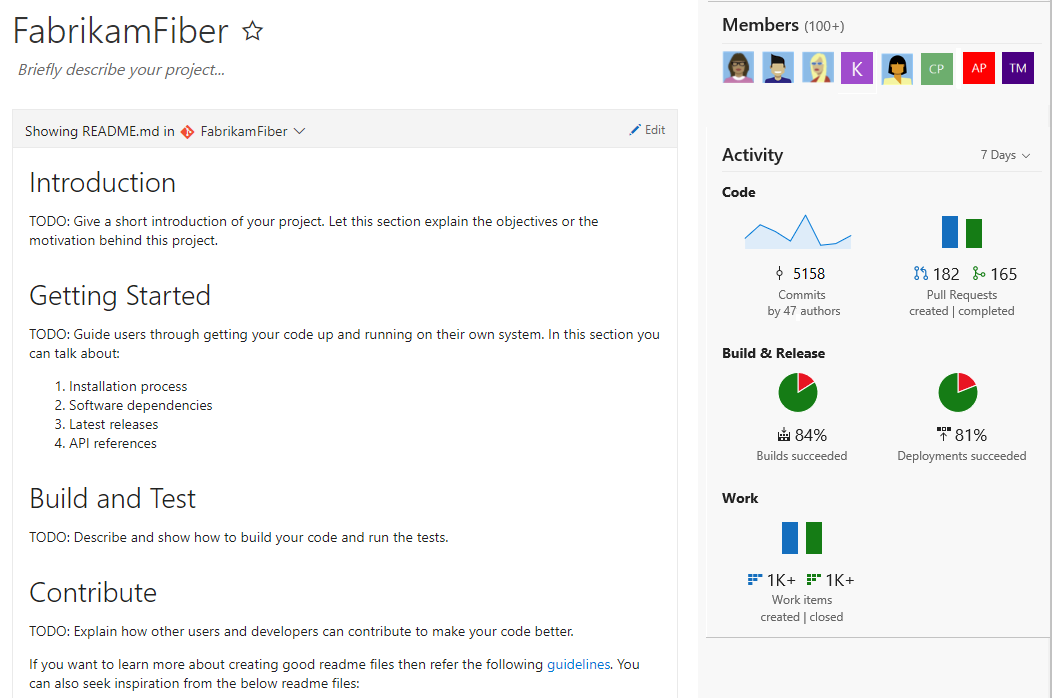 FabrikamFiber
Briefly describe your project...
Showing README.md in FabrikamFiber
Edit
Introduction
TODO: Give a short introduction of your project. Let this section explain the objectives or the
motivation behind this project.
Getting Started
TODO: Guide users through getting your code up and running on their own system. In this section you
can talk about:
1. Installation process
2. Software dependencies
3. Latest releases
4. API references
Build and Test
TODO: Describe and show how to build your code and run the tests.
Contribute
TODO: Explain how other users and developers can contribute to make your code better.
If you want to learn more about creating good readme files then refer the following guidelines. You
can also seek inspiration from the below readme files:
Members (100+)
K CP AP TM
Activity
7 Days
Code
5158
Commits
by 47 authors
182 165
Pull Requests
created | completed
Build & Release
84%
Builds succeeded
81%
Deployments succeeded
Work
1K+ 1K+
Work items
created | closed